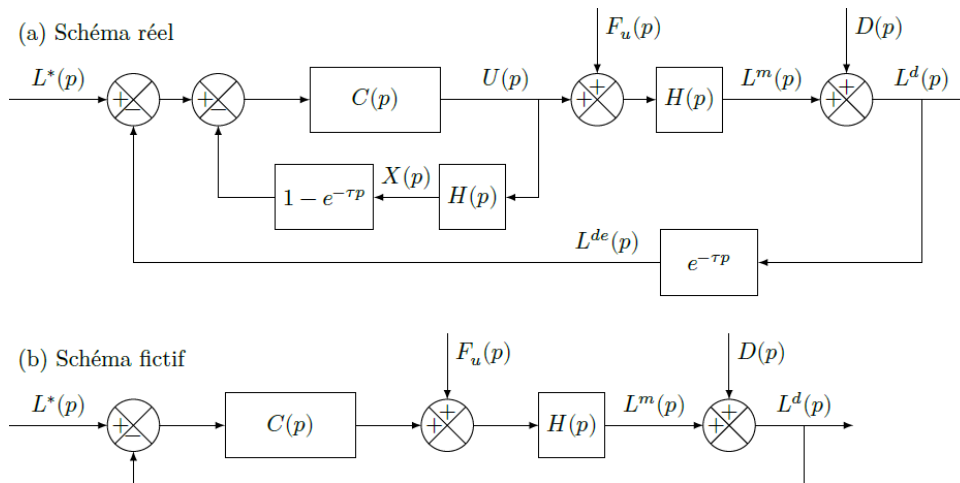 (a) Schéma réel
F_u(p)
D(p)
L*(p)
+
−
+
−
C(p)
U(p)
+
+
H(p)
L^m(p)
+
+
L^d(p)
1 − e^{−τp}
X(p)
H(p)
L^{de}(p)
e^{−τp}
(b) Schéma fictif
F_u(p)
D(p)
L*(p)
+
−
C(p)
+
+
H(p)
L^m(p)
+
+
L^d(p)